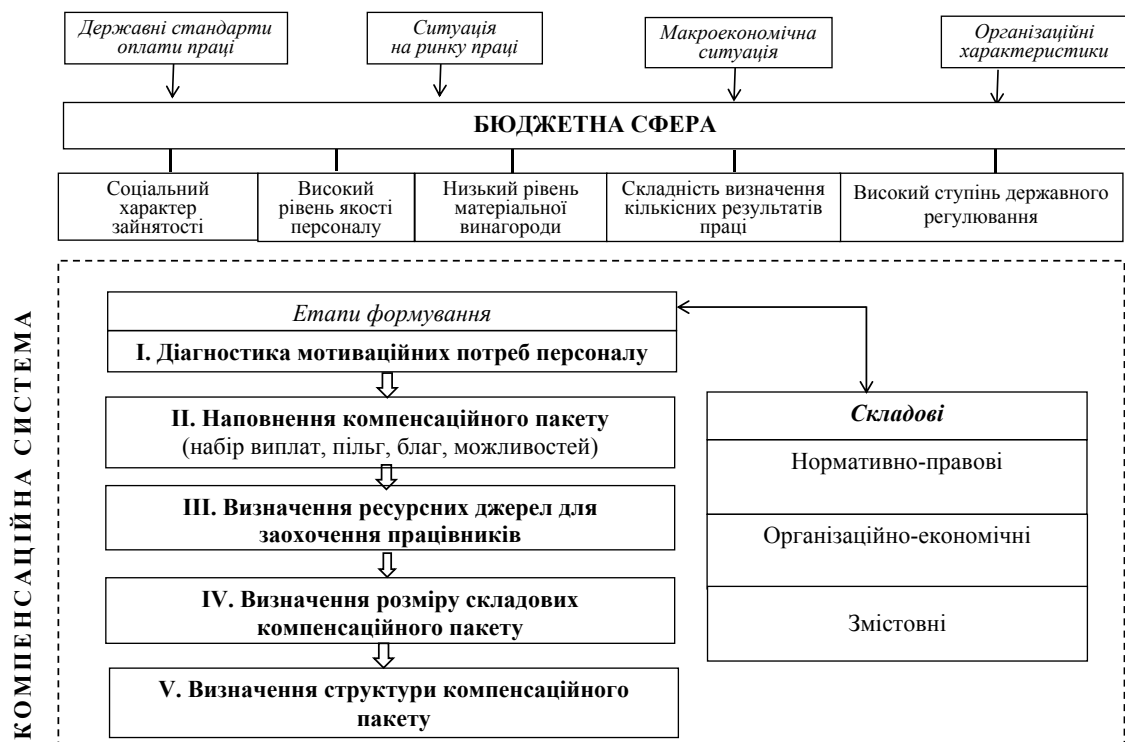 Державні стандарти
оплати праці
Ситуація
на ринку праці
Макроекономічна
ситуація
Організаційні
характеристики
БЮДЖЕТНА СФЕРА
Соціальний
характер
зайнятості
Високий
рівень якості
персоналу
Низький рівень
матеріальної
винагороди
Складність визначення
кількісних результатів
праці
Високий ступінь державного
регулювання
КОМПЕНСАЦІЙНА СИСТЕМА
Етапи формування
І. Діагностика мотиваційних потреб персоналу
ІІ. Наповнення компенсаційного пакету
(набір виплат, пільг, благ, можливостей)
ІІІ. Визначення ресурсних джерел для
заохочення працівників
IV. Визначення розміру складових
компенсаційного пакету
V. Визначення структури компенсаційного
пакету
Складові
Нормативно-правові
Організаційно-економічні
Змістовні